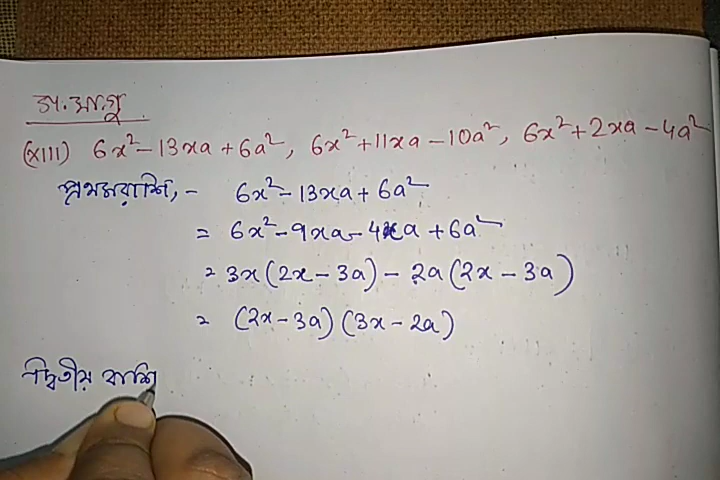 ল.সা.গু
(XIII) 6x² – 13xa + 6a², 6x² + 11xa – 10a², 6x² + 2xa – 4a²
প্রথমরাশি,- 6x² – 13xa + 6a²
= 6x² – 9xa – 4xa + 6a²
= 3x(2x – 3a) – 2a(2x – 3a)
= (2x – 3a)(3x – 2a)
দ্বিতীয় রাশি